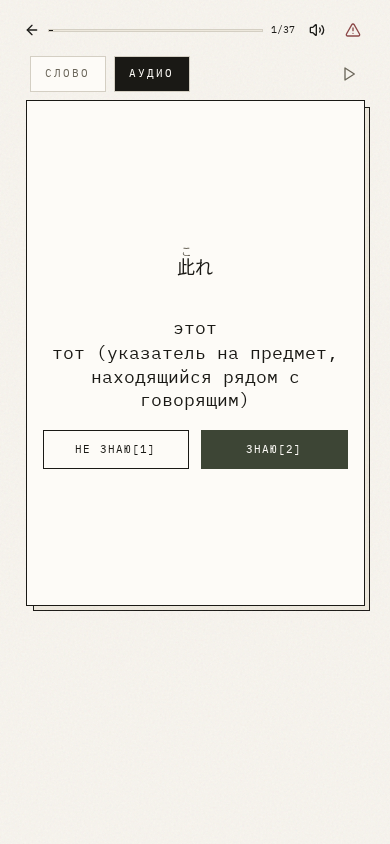 1/37
СЛОВО
АУДИО
こ
此れ
этот
тот (указатель на предмет,
находящийся рядом с
говорящим)
НЕ ЗНАЮ[1]
ЗНАЮ[2]